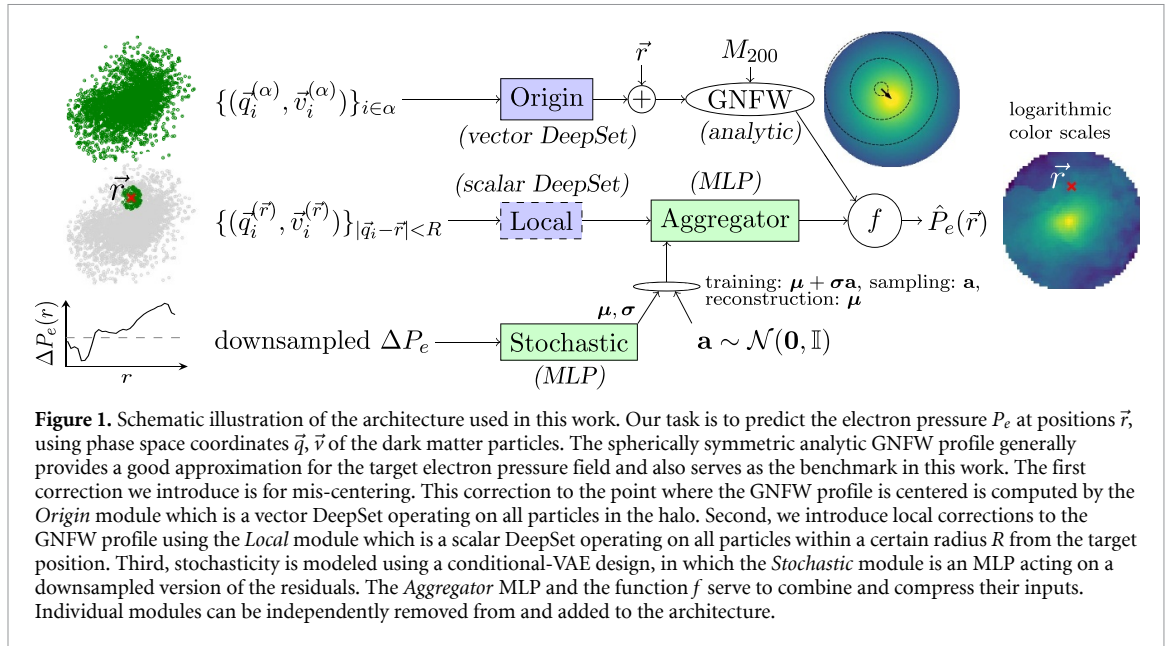 {(q⃗ᵢ^(α), v⃗ᵢ^(α))}_{i∈α}
Origin
(vector DeepSet)
r⃗
+
M₂₀₀
GNFW
(analytic)
logarithmic
color scales
r⃗
{(q⃗ᵢ^(r⃗), v⃗ᵢ^(r⃗))}_{|q⃗ᵢ−r⃗|<R}
(scalar DeepSet)
Local
(MLP)
Aggregator
f
P̂ₑ(r⃗)
r⃗
training: μ + σa, sampling: a,
reconstruction: μ
ΔPₑ(r)
r
downsampled ΔPₑ
μ, σ
Stochastic
(MLP)
a ∼ 𝒩(0, 𝕀)
Figure 1. Schematic illustration of the architecture used in this work. Our task is to predict the electron pressure Pₑ at positions r⃗,
using phase space coordinates q⃗, v⃗ of the dark matter particles. The spherically symmetric analytic GNFW profile generally
provides a good approximation for the target electron pressure field and also serves as the benchmark in this work. The first
correction we introduce is for mis-centering. This correction to the point where the GNFW profile is centered is computed by the
Origin module which is a vector DeepSet operating on all particles in the halo. Second, we introduce local corrections to the
GNFW profile using the Local module which is a scalar DeepSet operating on all particles within a certain radius R from the target
position. Third, stochasticity is modeled using a conditional-VAE design, in which the Stochastic module is an MLP acting on a
downsampled version of the residuals. The Aggregator MLP and the function f serve to combine and compress their inputs.
Individual modules can be independently removed from and added to the architecture.